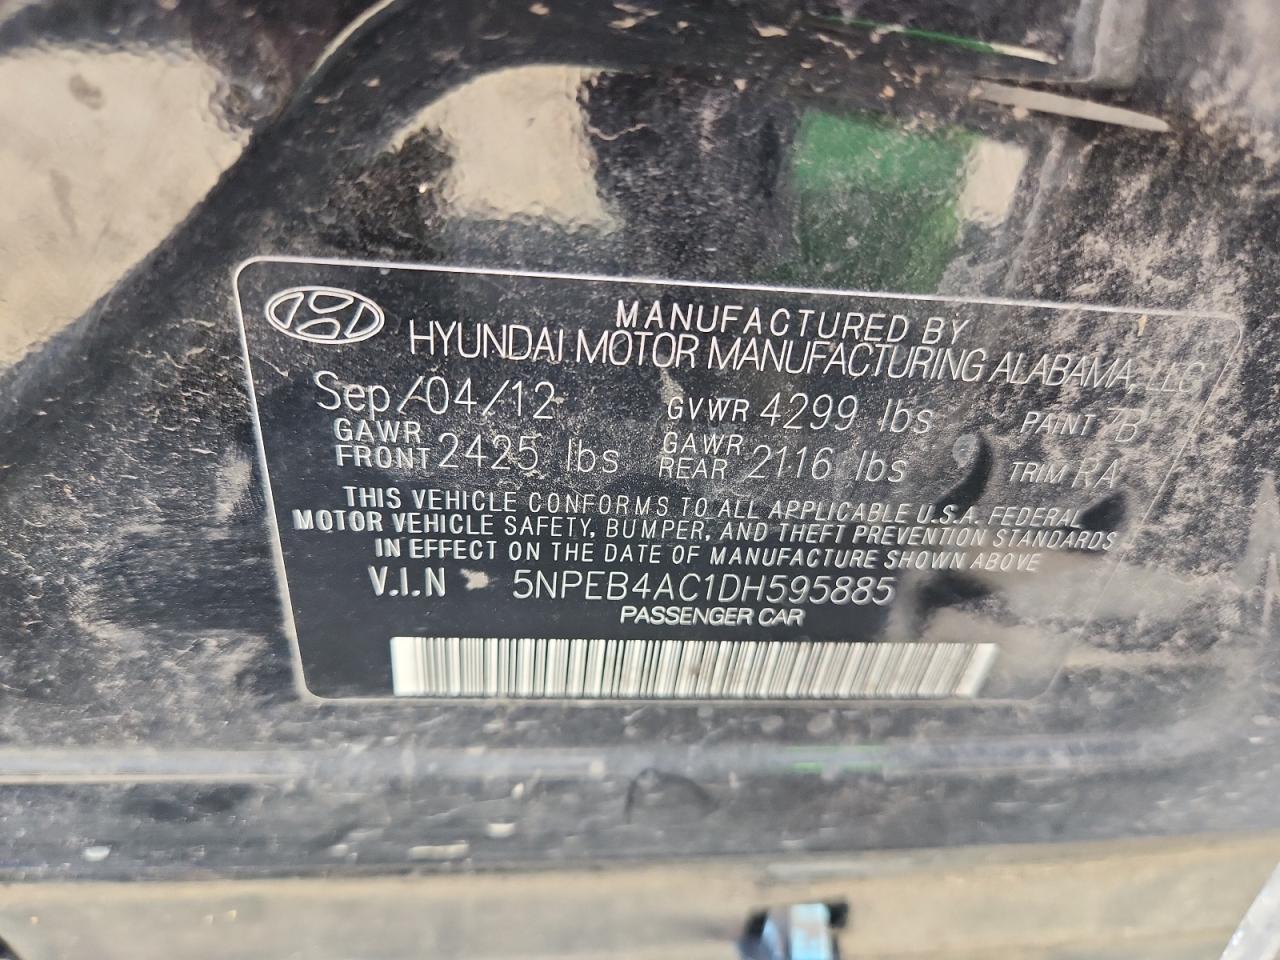 MANUFACTURED BY
HYUNDAI MOTOR MANUFACTURING ALABAMA, LLC
Sep/04/12 GVWR 4299 lbs PAINT 7B
GAWR FRONT 2425 lbs GAWR REAR 2116 lbs TRIM RA
THIS VEHICLE CONFORMS TO ALL APPLICABLE U.S.A. FEDERAL
MOTOR VEHICLE SAFETY, BUMPER, AND THEFT PREVENTION STANDARDS
IN EFFECT ON THE DATE OF MANUFACTURE SHOWN ABOVE
V.I.N 5NPEB4AC1DH595885
PASSENGER CAR